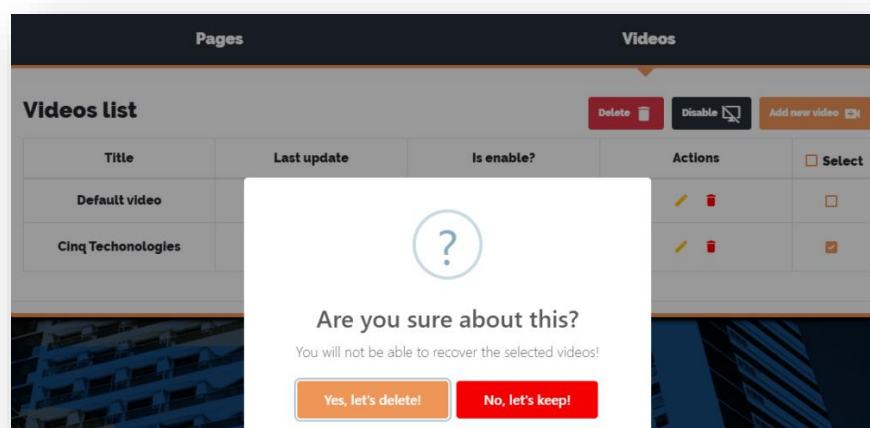 Pages Videos
Videos list Delete Disable Add new video
Title Last update Is enable? Actions Select
Default video
Cinq Techonologies
?
Are you sure about this?
You will not be able to recover the selected videos!
Yes, let's delete! No, let's keep!